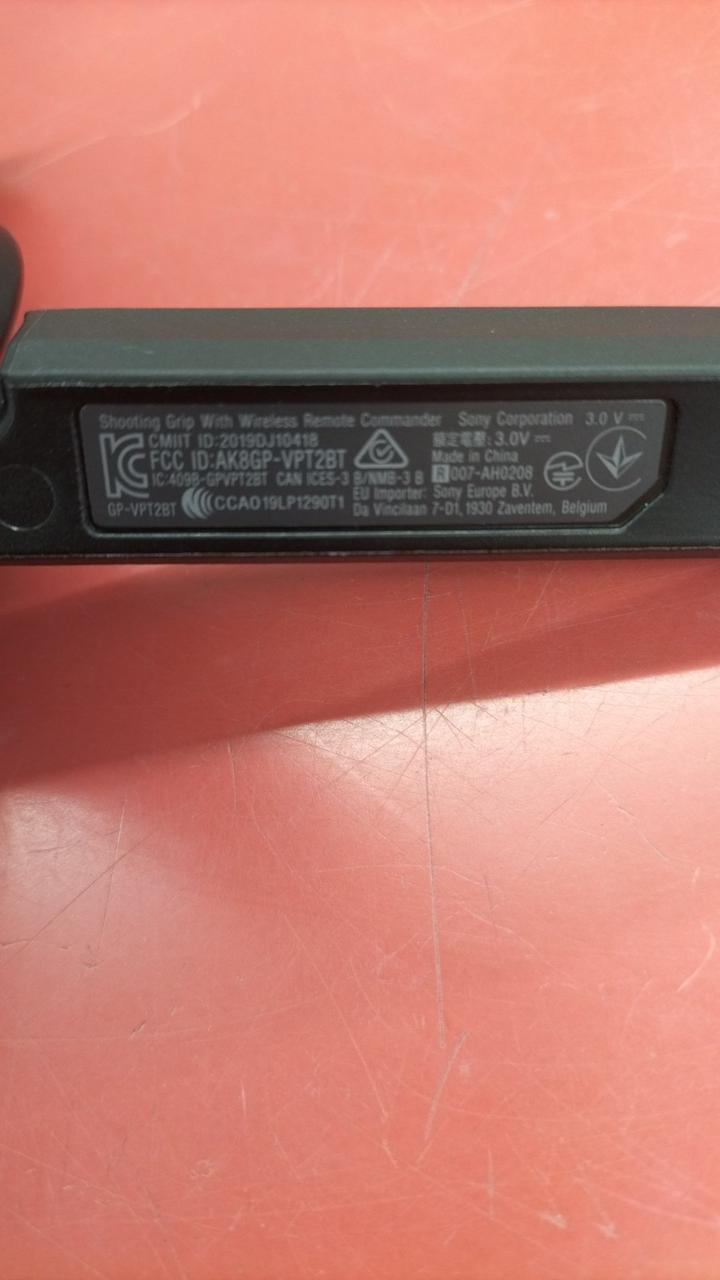 Shooting Grip With Wireless Remote Commander Sony Corporation 3.0 V
CMIIT ID:2019DJ10418
FCC ID:AK8GP-VPT2BT
IC:409B-GPVPT2BT CAN ICES-3 B/NMB-3 B
GP-VPT2BT CCAO19LP1290T1
額定電壓: 3.0V
Made in China
R 007-AH0208
EU Importer: Sony Europe B.V.
Da Vincilaan 7-D1, 1930 Zaventem, Belgium